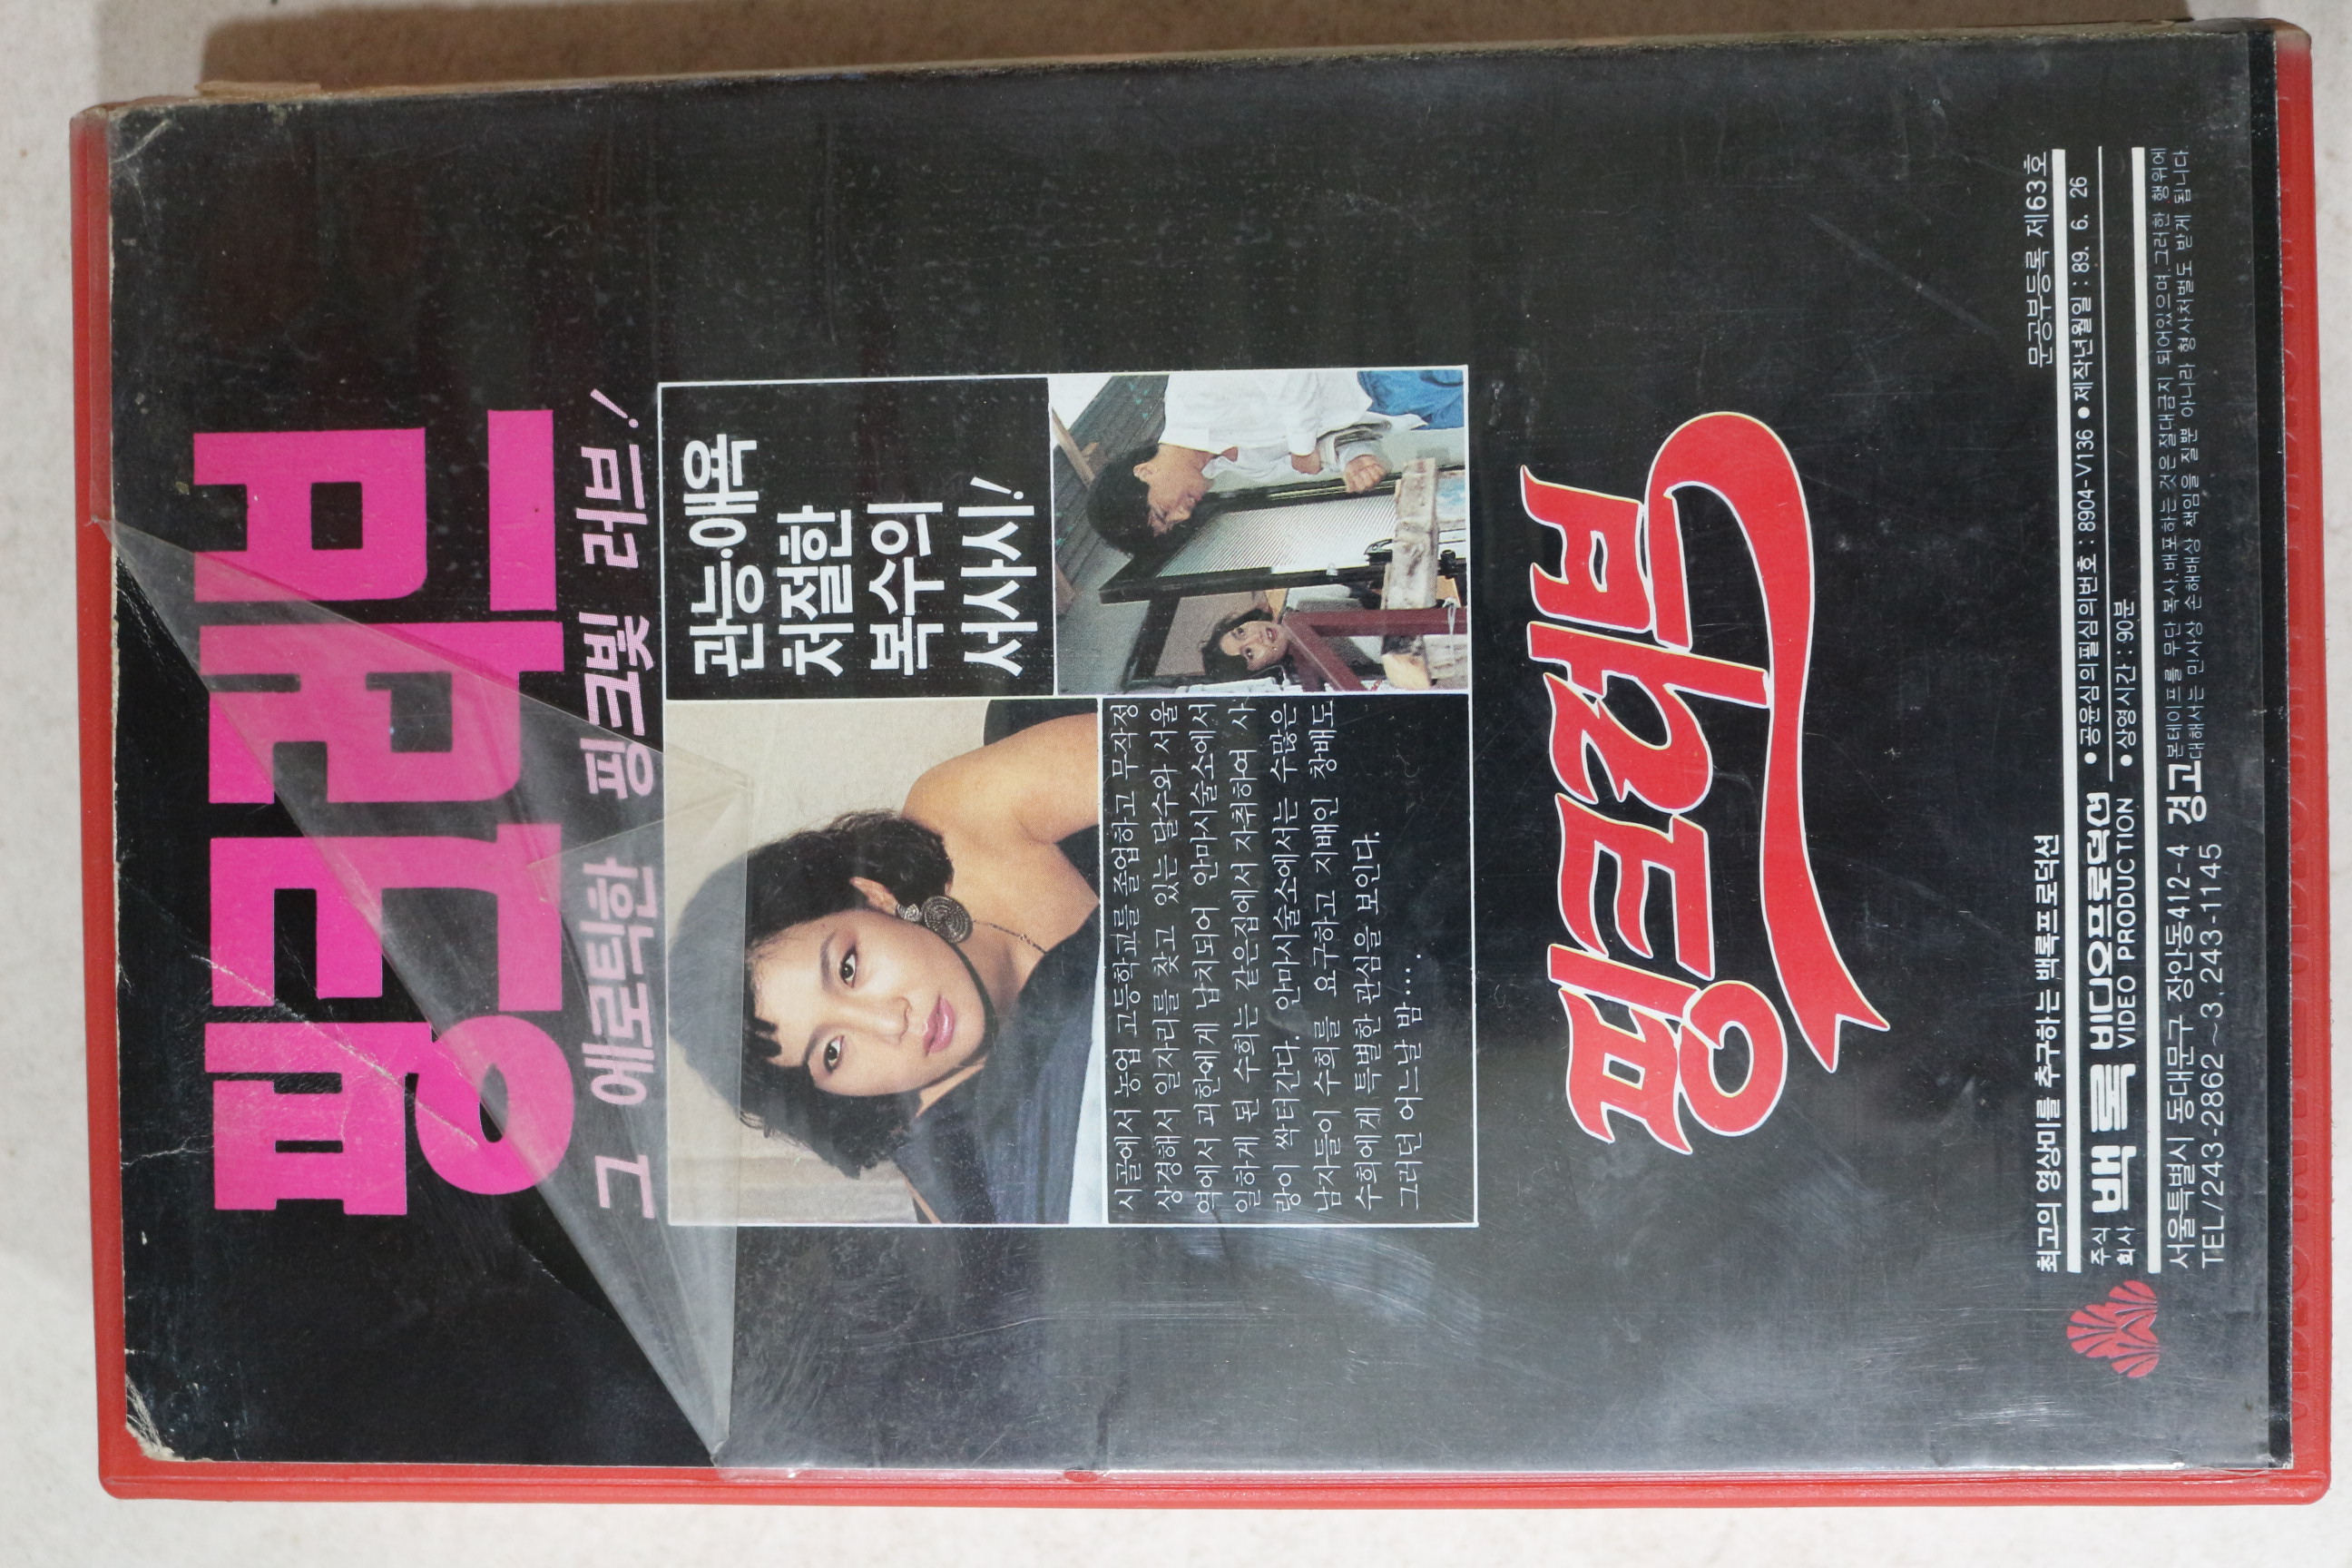 핑크러브
그 에로틱한 핑크빛 러브!
관능·애욕
처절한
복수의
서사시!
시골에서 농업 고등학교를 졸업하고 무작정
상경해서 일자리를 찾고 있는 달수와 서울
역에서 괴한에게 납치되어 안마시술소에서
일하게 된 수희는 같은집에서 자취하여 사
랑이 싹터간다. 안마시술소에서는 수많은
남자들이 수희를 요구하고 지배인 창배도
수희에게 특별한 관심을 보인다.
그러던 어느날 밤….
핑크러브
문공부등록 제63호
최고의 영상미를 추구하는 백록프로덕션
주식회사 백록 비디오프로덕션
VIDEO PRODUCTION
• 공윤심의필심의번호 : 8904-V136 • 제작년월일 : 89. 6. 26
• 상영시간 : 90분
서울특별시 동대문구 장안동412-4
TEL/243-2862~3. 243-1145
경고 본테이프를 무단 복사, 배포하는 것은 절대금지 되어있으며, 그러한 행위에
대해서는 민사상 손해배상 책임을 질뿐 아니라 형사처벌도 받게 됩니다.